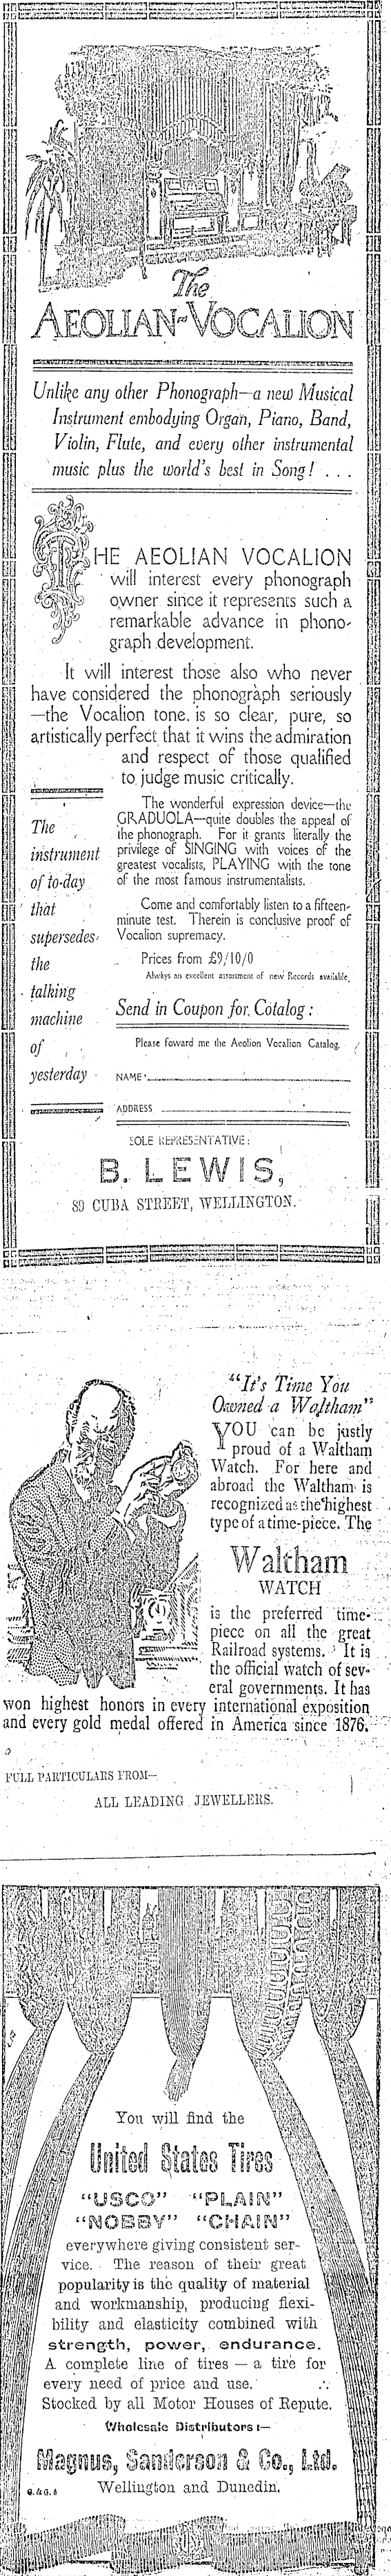 The
AEOLIAN-VOCALION
Unlike any other Phonograph—a new Musical
Instrument embodying Organ, Piano, Band,
Violin, Flute, and every other instrumental
music plus the world's best in Song! . . .
THE AEOLIAN VOCALION
will interest every phonograph
owner since it represents such a
remarkable advance in phono-
graph development.
It will interest those also who never
have considered the phonograph seriously
—the Vocalion tone is so clear, pure, so
artistically perfect that it wins the admiration
and respect of those qualified
to judge music critically.
The
instrument
of to-day
that
supersedes
the
talking
machine
of
yesterday
The wonderful expression device—the
GRADUOLA—quite doubles the appeal of
the phonograph. For it grants literally the
privilege of SINGING with voices of the
greatest vocalists, PLAYING with the tone
of the most famous instrumentalists.
Come and comfortably listen to a fifteen-
minute test. Therein is conclusive proof of
Vocalion supremacy.
Prices from £9/10/0
Always an excellent assortment of new Records available.
Send in Coupon for Cotalog:
Please foward me the Aeolion Vocalion Catalog.
NAME
ADDRESS
SOLE REPRESENTATIVE:
B. LEWIS,
89 CUBA STREET, WELLINGTON.
"It's Time You
Owned a Waltham"
YOU can be justly
proud of a Waltham
Watch. For here and
abroad the Waltham is
recognized as the highest
type of a time-piece. The
Waltham
WATCH
is the preferred time-
piece on all the great
Railroad systems. It is
the official watch of sev-
eral governments. It has
won highest honors in every international exposition
and every gold medal offered in America since 1876.
FULL PARTICULARS FROM—
ALL LEADING JEWELLERS.
You will find the
United States Tires
"USCO" "PLAIN"
"NOBBY" "CHAIN"
everywhere giving consistent ser-
vice. The reason of their great
popularity is the quality of material
and workmanship, producing flexi-
bility and elasticity combined with
strength, power, endurance.
A complete line of tires — a tire for
every need of price and use.
Stocked by all Motor Houses of Repute.
Wholesale Distributors:—
Magnus, Sanderson & Co., Ltd.
Wellington and Dunedin.